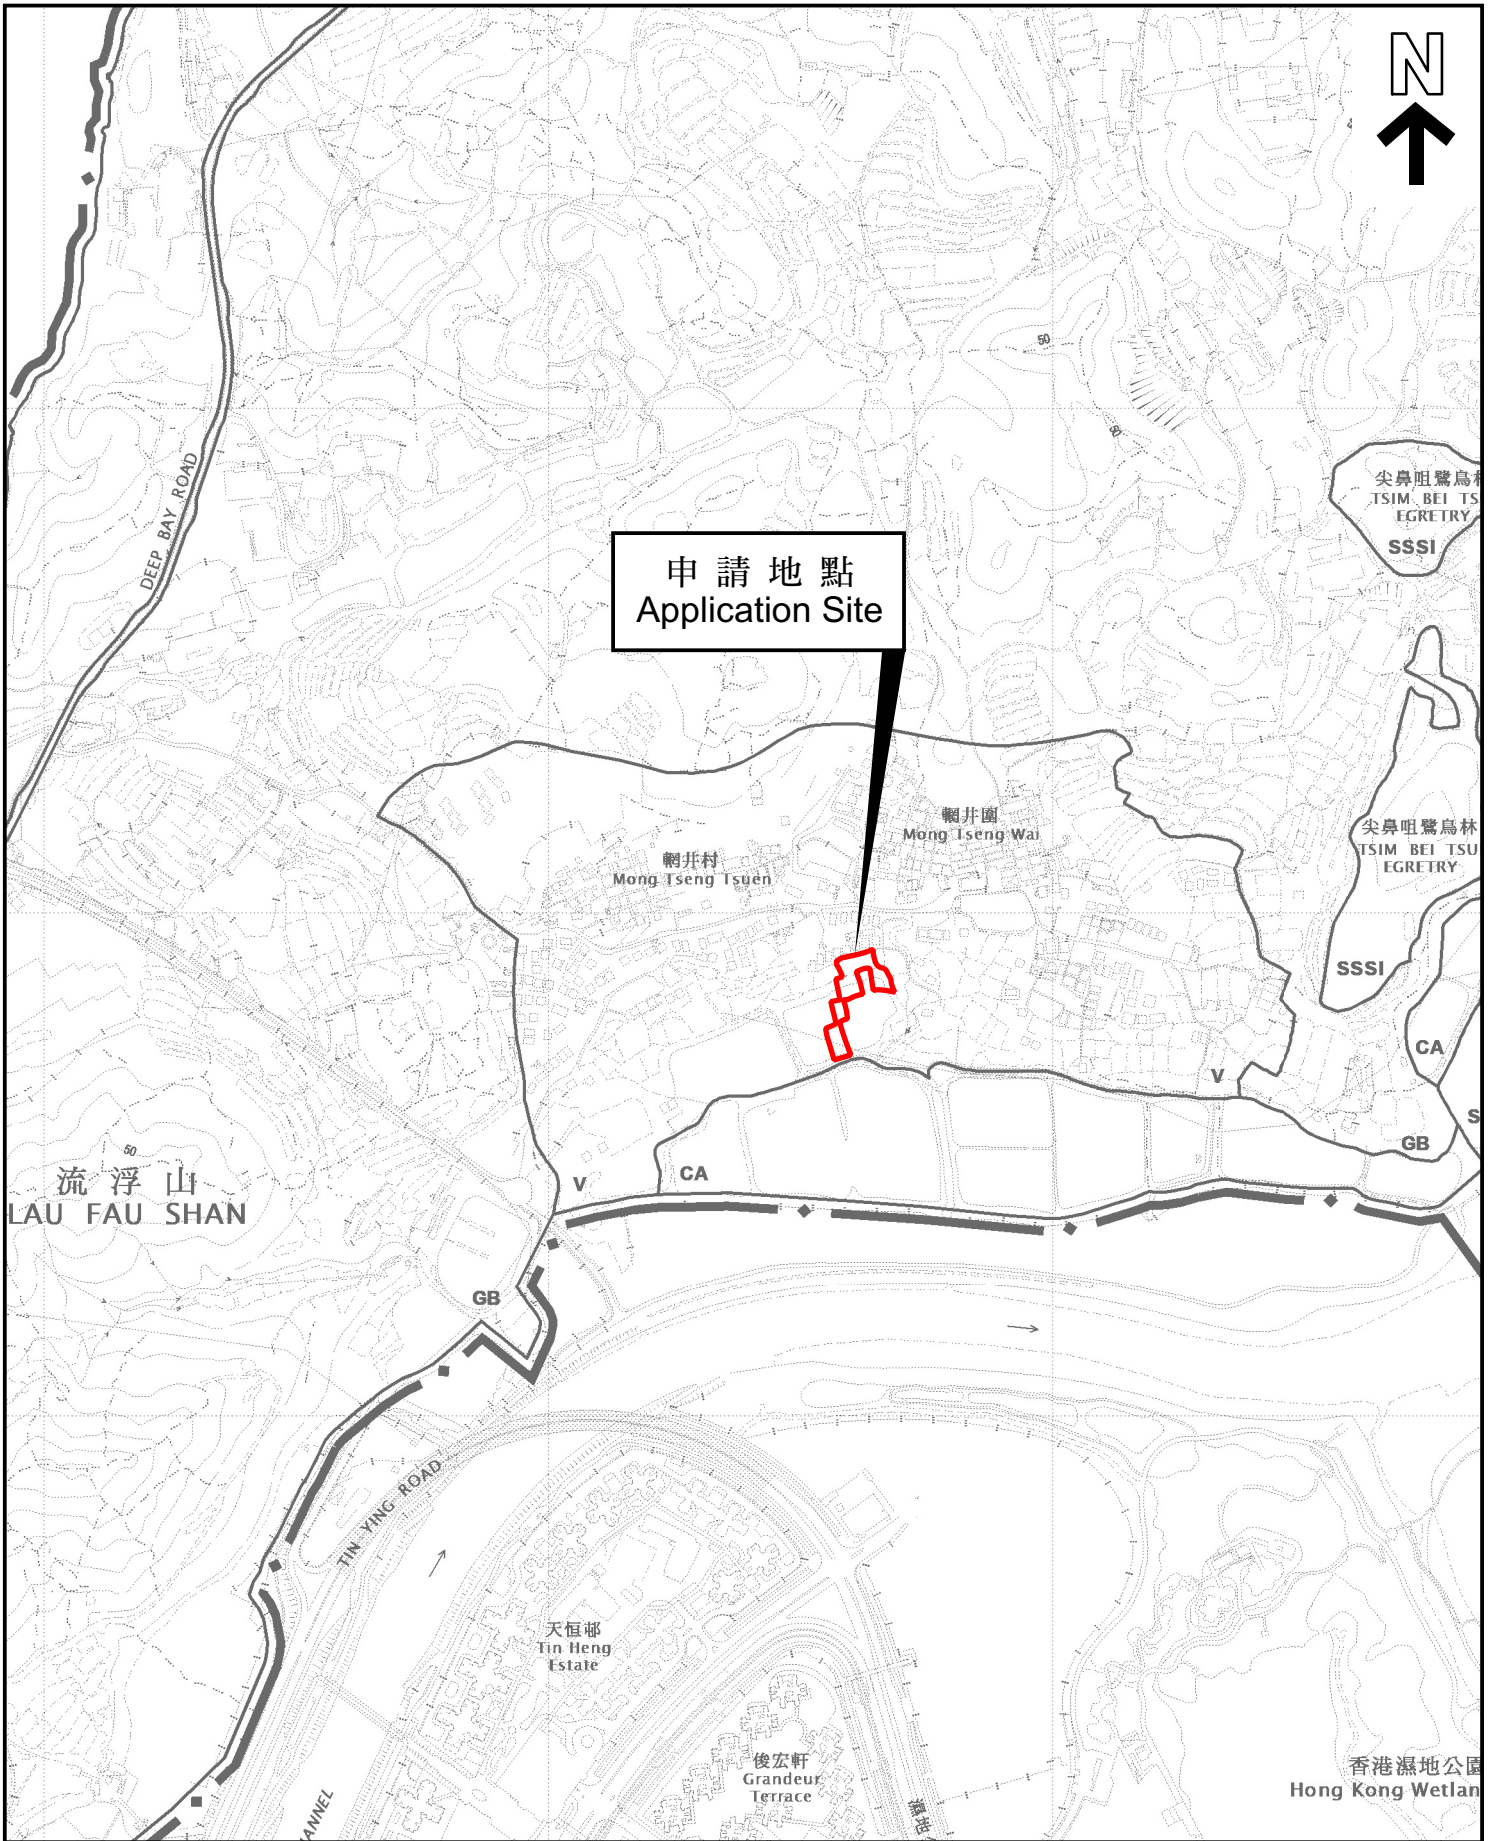 N
50
50
DEEP BAY ROAD
尖鼻咀鷺鳥林
TSIM BEI TS
EGRETRY
SSSI
申請地點
Application Site
輞井圍
Mong Tseng Wai
輞井村
Mong Tseng Tsuen
尖鼻咀鷺鳥林
TSIM BEI TSU
EGRETRY
SSSI
CA
V
S
GB
50
流浮山
LAU FAU SHAN
V
CA
GB
TIN YING ROAD
天恒邨
Tin Heng
Estate
俊宏軒
Grandeur
Terrace
濕地
ANNEL
香港濕地公園
Hong Kong Wetlan